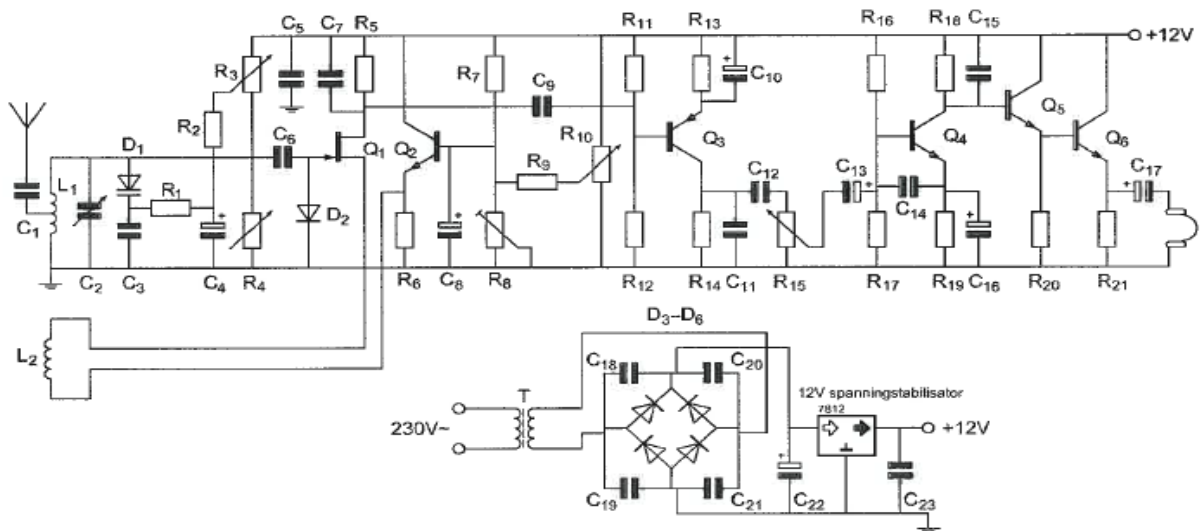 C₅ C₇ R₅ R₁₁ R₁₃ R₁₆ R₁₈ C₁₅
+12V
R₃ R₇ C₉ + C₁₀
R₂ R₁₀ Q₅
D₁ C₆ Q₁ Q₂ Q₃ Q₄ Q₆
L₁ R₁ R₉ C₁₂ C₁₃ + + C₁₇
C₁ + D₂ + C₁₄ +
C₂ C₃ C₄ R₄ R₆ C₈ R₈ R₁₂ R₁₄ C₁₁ R₁₅ R₁₇ R₁₉ C₁₆ R₂₀ R₂₁
D₃–D₆
L₂
C₁₈ C₂₀
T
12V spanningstabilisator
7812
230V~
+12V
+
C₁₉ C₂₁ C₂₂ C₂₃